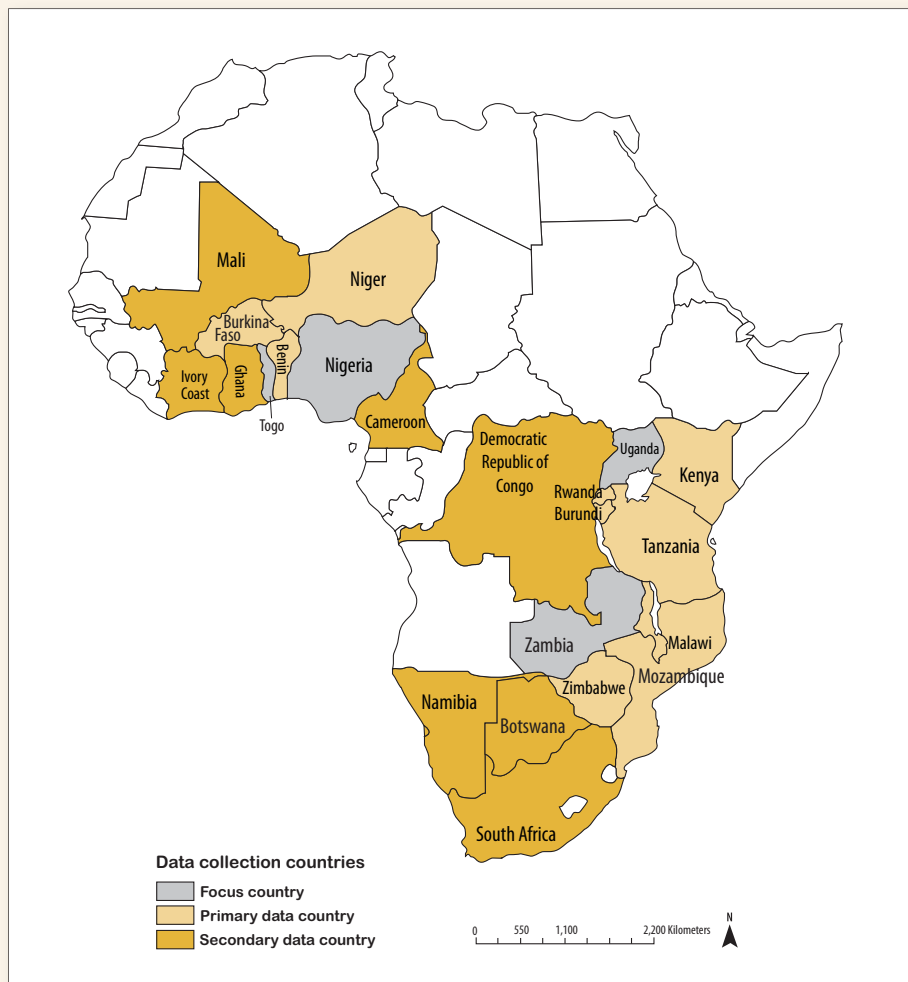 Mali
Niger
Burkina
Faso
Benin
Nigeria
Ivory
Coast
Ghana
Togo
Cameroon
Democratic
Republic of
Congo
Uganda
Kenya
Rwanda
Burundi
Tanzania
Zambia
Malawi
Mozambique
Zimbabwe
Namibia
Botswana
South Africa
Data collection countries
Focus country
Primary data country
Secondary data country
0 550 1,100 2,200 Kilometers
N